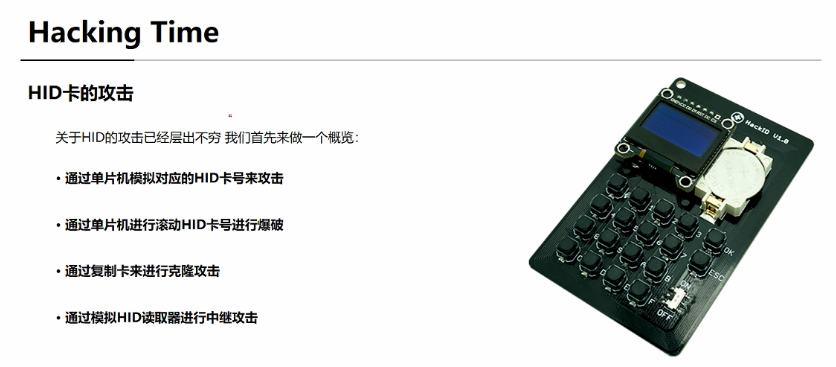 Hacking Time
HID卡的攻击
关于HID的攻击已经层出不穷 我们首先来做一个概览：
• 通过单片机模拟对应的HID卡号来攻击
• 通过单片机进行滚动HID卡号进行爆破
• 通过复制卡来进行克隆攻击
• 通过模拟HID读取器进行中继攻击
HackID V1.0
OK
ESC
ON
OFF